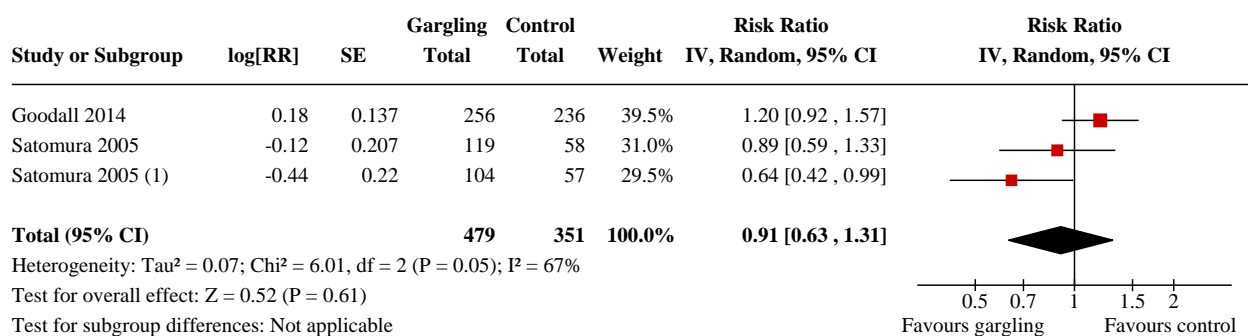 Gargling Control Risk Ratio Risk Ratio
Study or Subgroup log[RR] SE Total Total Weight IV, Random, 95% CI IV, Random, 95% CI
Goodall 2014 0.18 0.137 256 236 39.5% 1.20 [0.92 , 1.57]
Satomura 2005 -0.12 0.207 119 58 31.0% 0.89 [0.59 , 1.33]
Satomura 2005 (1) -0.44 0.22 104 57 29.5% 0.64 [0.42 , 0.99]
Total (95% CI) 479 351 100.0% 0.91 [0.63 , 1.31]
Heterogeneity: Tau² = 0.07; Chi² = 6.01, df = 2 (P = 0.05); I² = 67%
Test for overall effect: Z = 0.52 (P = 0.61) 0.5 0.7 1 1.5 2
Test for subgroup differences: Not applicable Favours gargling Favours control